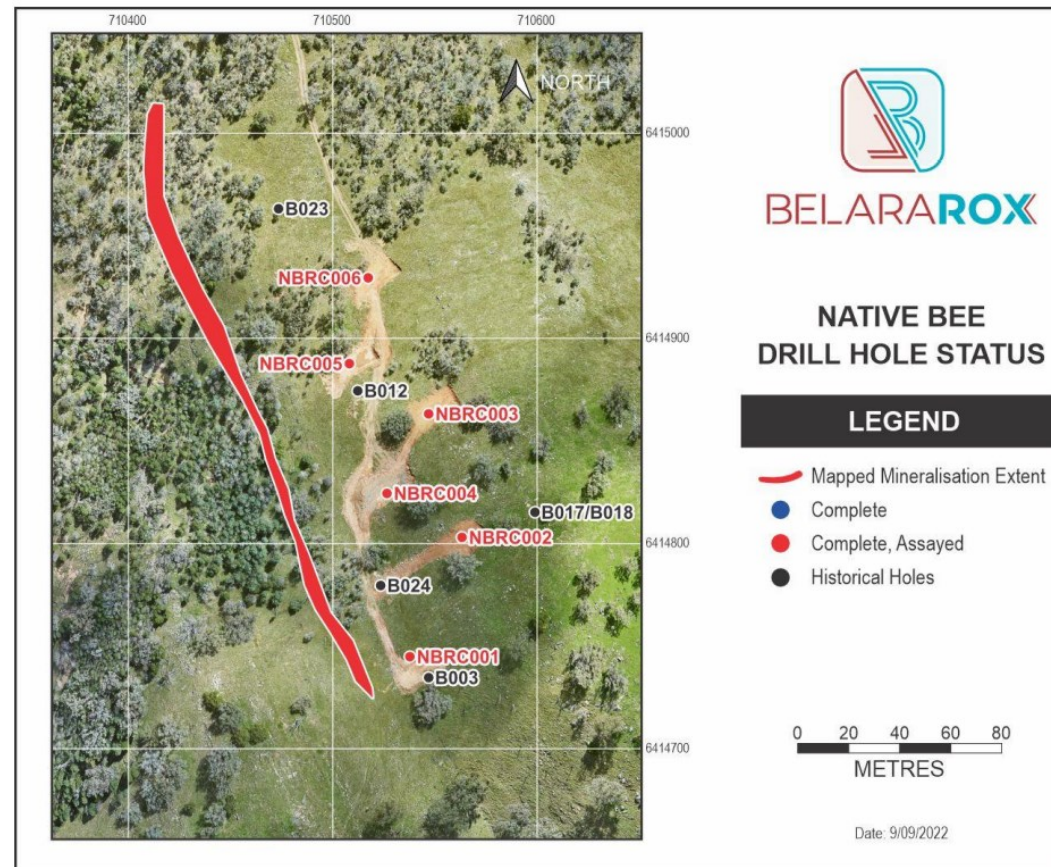 710400
710500
710600
NORTH
6415000
B023
NBRC006
6414900
NBRC005
B012
NBRC003
NBRC004
B017/B018
NBRC002
6414800
B024
NBRC001
B003
6414700
BELARAROX
NATIVE BEE
DRILL HOLE STATUS
LEGEND
Mapped Mineralisation Extent
Complete
Complete, Assayed
Historical Holes
0 20 40 60 80
METRES
Date: 9/09/2022